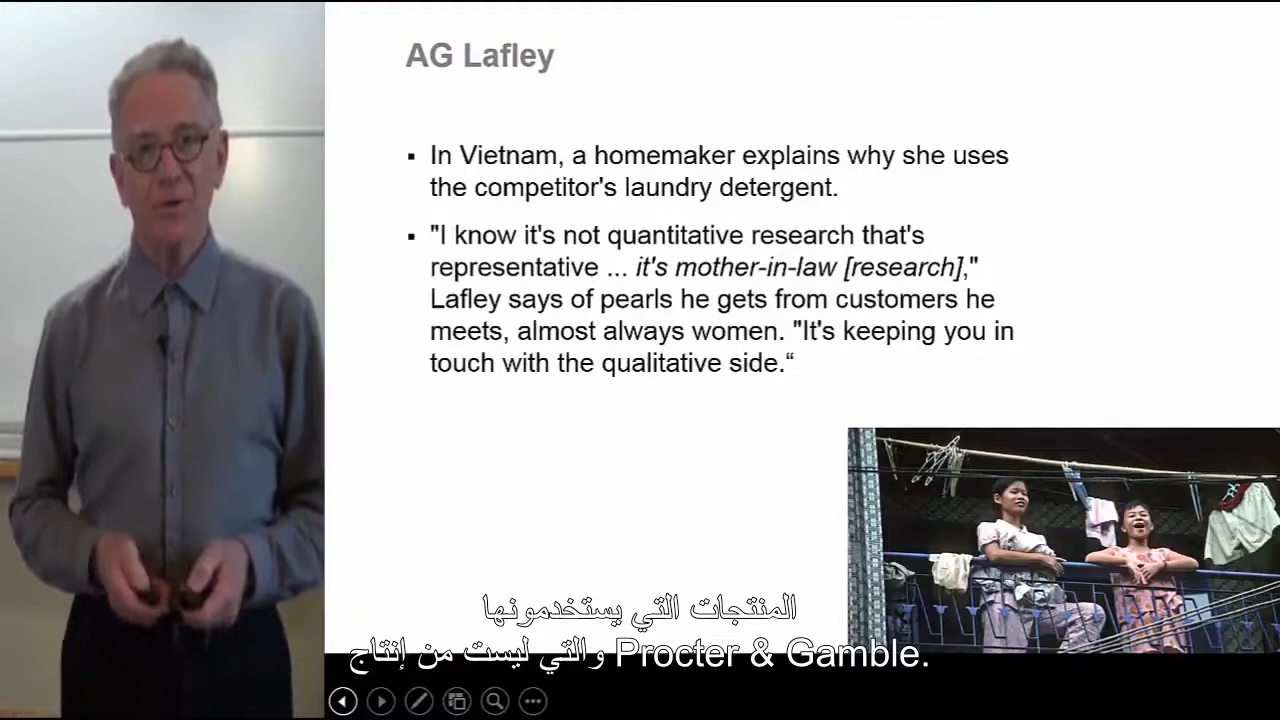 AG Lafley
▪ In Vietnam, a homemaker explains why she uses
the competitor's laundry detergent.
▪ "I know it's not quantitative research that's
representative ... it's mother-in-law [research],"
Lafley says of pearls he gets from customers he
meets, almost always women. "It's keeping you in
touch with the qualitative side.“
المنتجات التي يستخدمونها
والتي ليست من إنتاج Procter & Gamble.